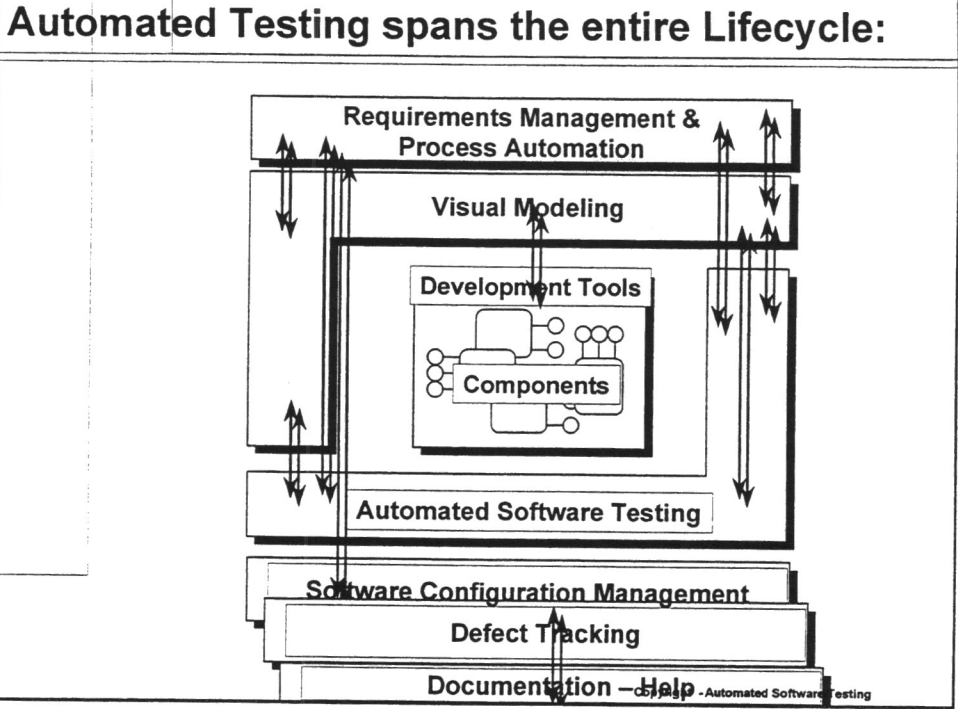 Automated Testing spans the entire Lifecycle:
Requirements Management &
Process Automation
Visual Modeling
Development Tools
Components
Automated Software Testing
Software Configuration Management
Defect Tracking
Documentation – Help
Copyright - Automated Software Testing